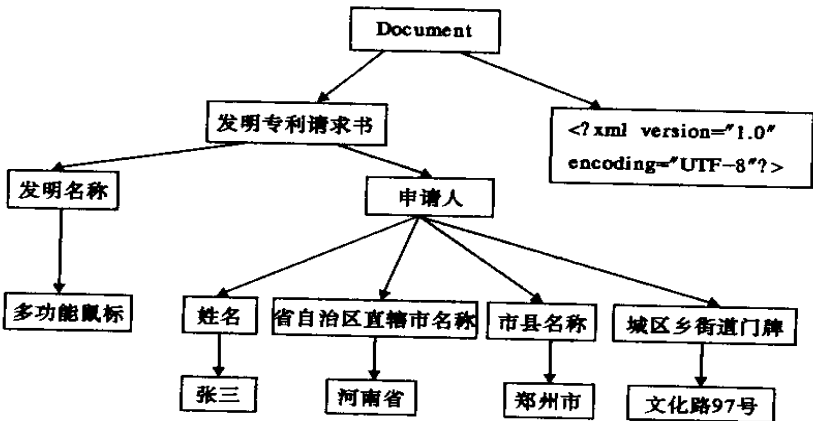 Document
发明专利请求书
<?xml version="1.0"
encoding="UTF-8"?>
发明名称
申请人
多功能鼠标
姓名
省自治区直辖市名称
市县名称
城区乡街道门牌
张三
河南省
郑州市
文化路97号